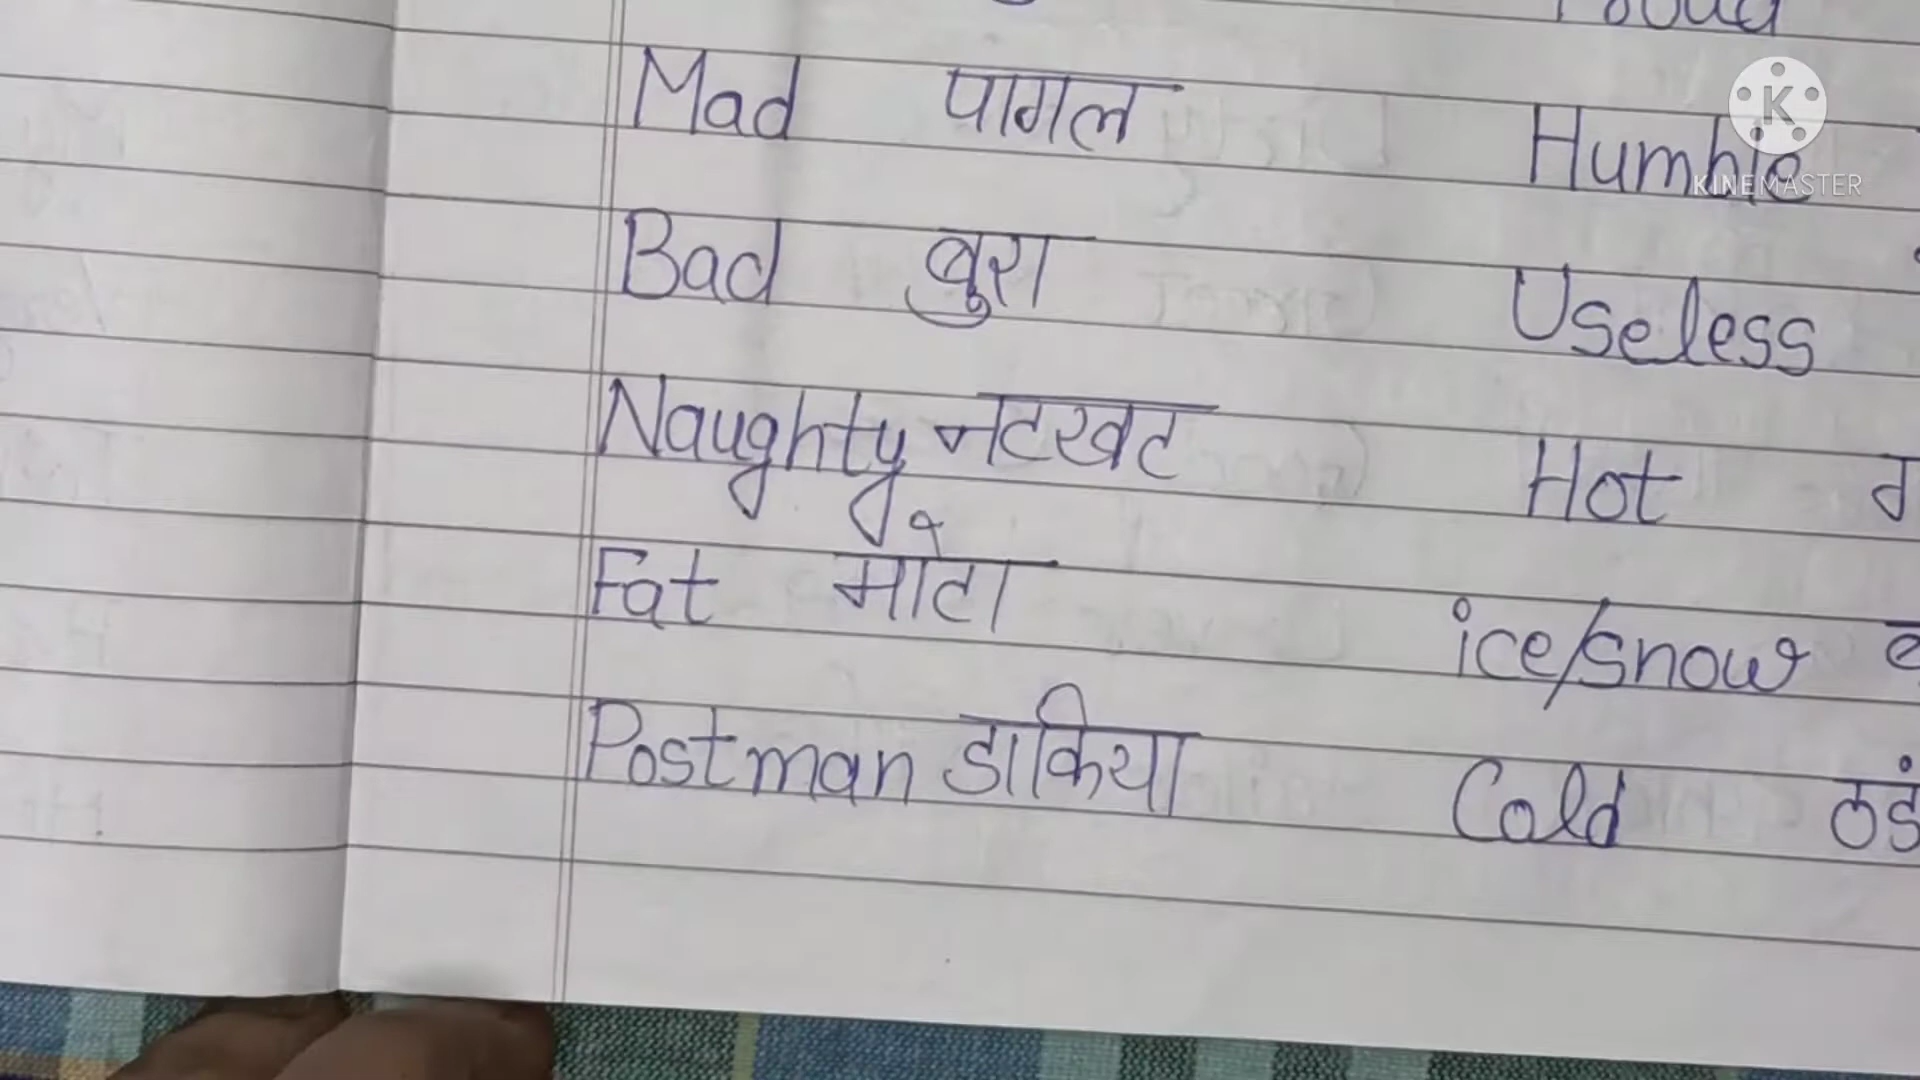 Mad पागल Humble
Bad बुरा Useless
Naughty नटखट Hot
Fat मोटा ice/snow
Postman डाकिया Cold
KINEMASTER